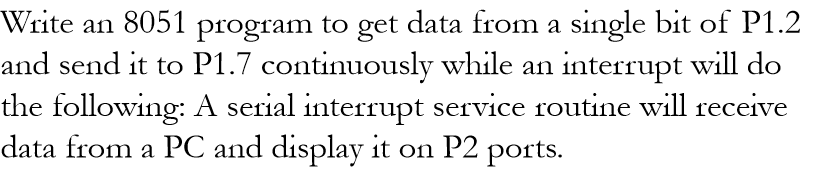 Write an 8051 program to get data from a single bit of P1.2
and send it to P1.7 continuously while an interrupt will do
the following: A serial interrupt service routine will receive
data from a PC and display it on P2 ports.